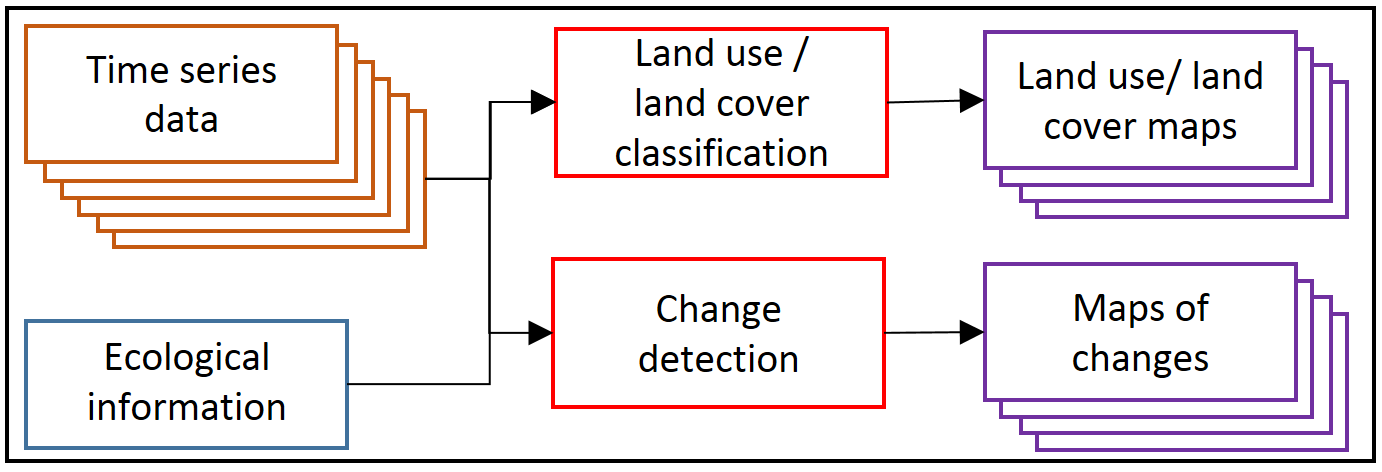 Time series
data
Land use /
land cover
classification
Land use/ land
cover maps
Ecological
information
Change
detection
Maps of
changes